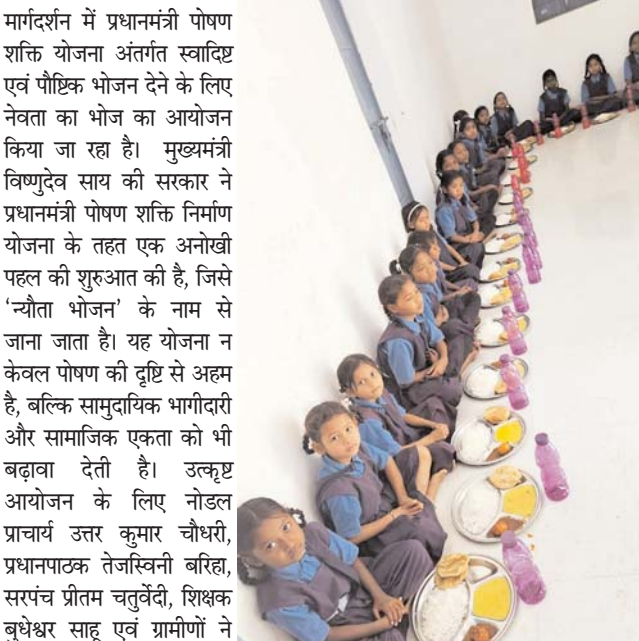 मार्गदर्शन में प्रधानमंत्री पोषण
शक्ति योजना अंतर्गत स्वादिष्ट
एवं पौष्टिक भोजन देने के लिए
नेवता का भोज का आयोजन
किया जा रहा है। मुख्यमंत्री
विष्णुदेव साय की सरकार ने
प्रधानमंत्री पोषण शक्ति निर्माण
योजना के तहत एक अनोखी
पहल की शुरुआत की है, जिसे
‘न्यौता भोजन’ के नाम से
जाना जाता है। यह योजना न
केवल पोषण की दृष्टि से अहम
है, बल्कि सामुदायिक भागीदारी
और सामाजिक एकता को भी
बढ़ावा देती है। उत्कृष्ट
आयोजन के लिए नोडल
प्राचार्य उत्तर कुमार चौधरी,
प्रधानपाठक तेजस्विनी बरिहा,
सरपंच प्रीतम चतुर्वेदी, शिक्षक
बुधेश्वर साहू एवं ग्रामीणों ने